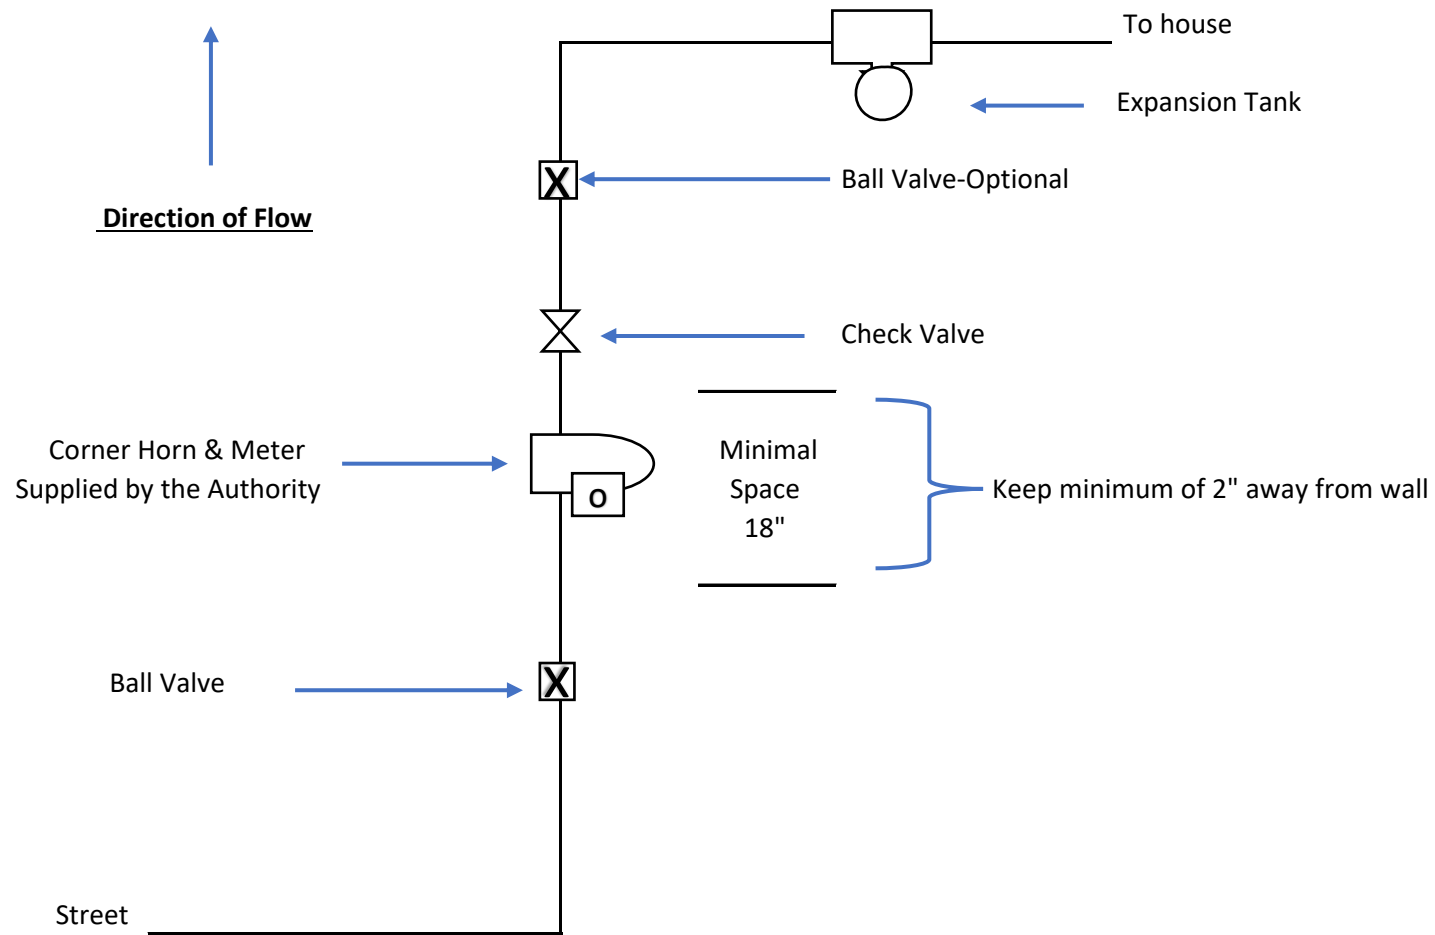 To house
Expansion Tank
X
Ball Valve-Optional
Direction of Flow
Check Valve
Corner Horn & Meter
Supplied by the Authority
O
Minimal
Space
18"
Keep minimum of 2" away from wall
X
Ball Valve
Street